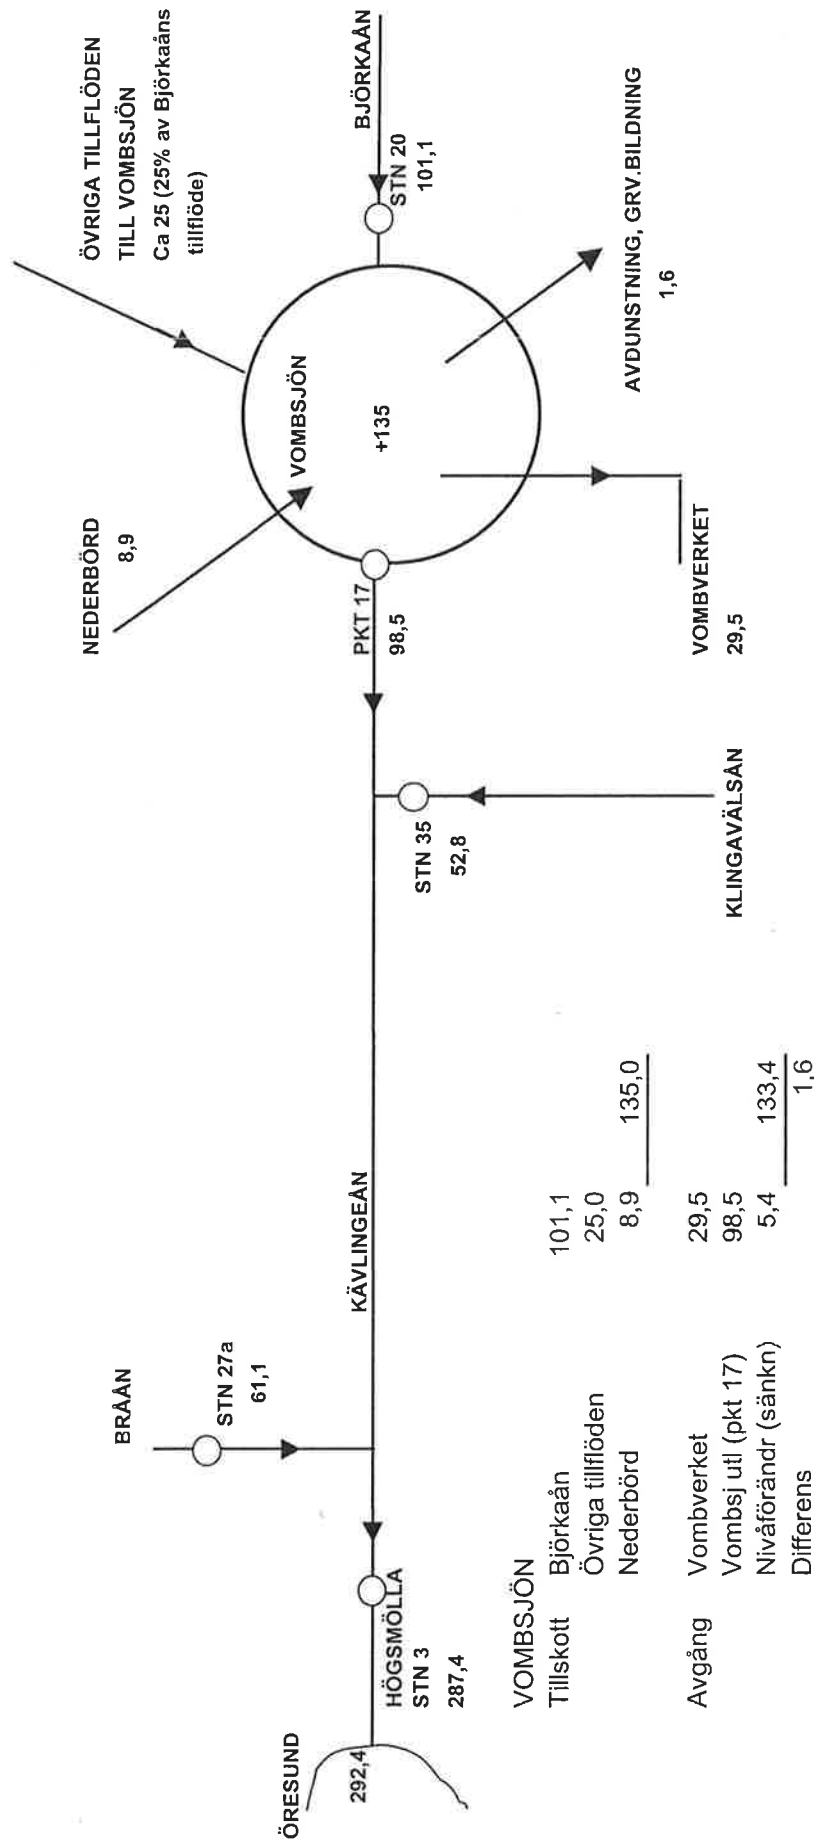 ÖVRIGA TILLFLÖDEN
TILL VOMBSJÖN
Ca 25 (25% av Björkaåns
tillflöde)
NEDERBÖRD
8,9
VOMBSJÖN
+135
BJÖRKAÅN
STN 20
101,1
AVDUNSTNING, GRV.BILDNING
1,6
PKT 17
98,5
VOMBVERKET
29,5
STN 35
52,8
KLINGAVÄLSÅN
KÄVLINGEÅN
BRÅÅN
STN 27a
61,1
HÖGSMÖLLA
STN 3
287,4
ÖRESUND
292,4
VOMBSJÖN
Tillskott Björkaån 101,1
Övriga tillflöden 25,0
Nederbörd 8,9 135,0
Avgång Vombverket 29,5
Vombsj utl (pkt 17) 98,5
Nivåförändr (sänkn) 5,4 133,4
Differens 1,6